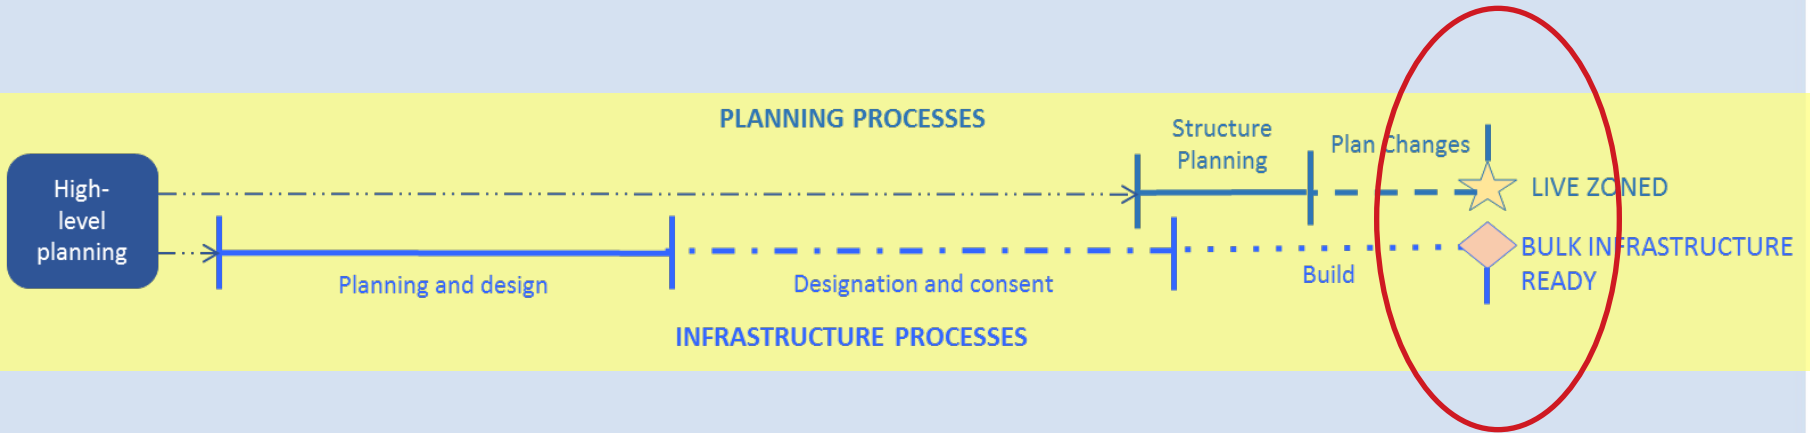 PLANNING PROCESSES
Structure
Planning
Plan Changes
High-
level
planning
LIVE ZONED
BULK INFRASTRUCTURE
READY
Planning and design
Designation and consent
Build
INFRASTRUCTURE PROCESSES